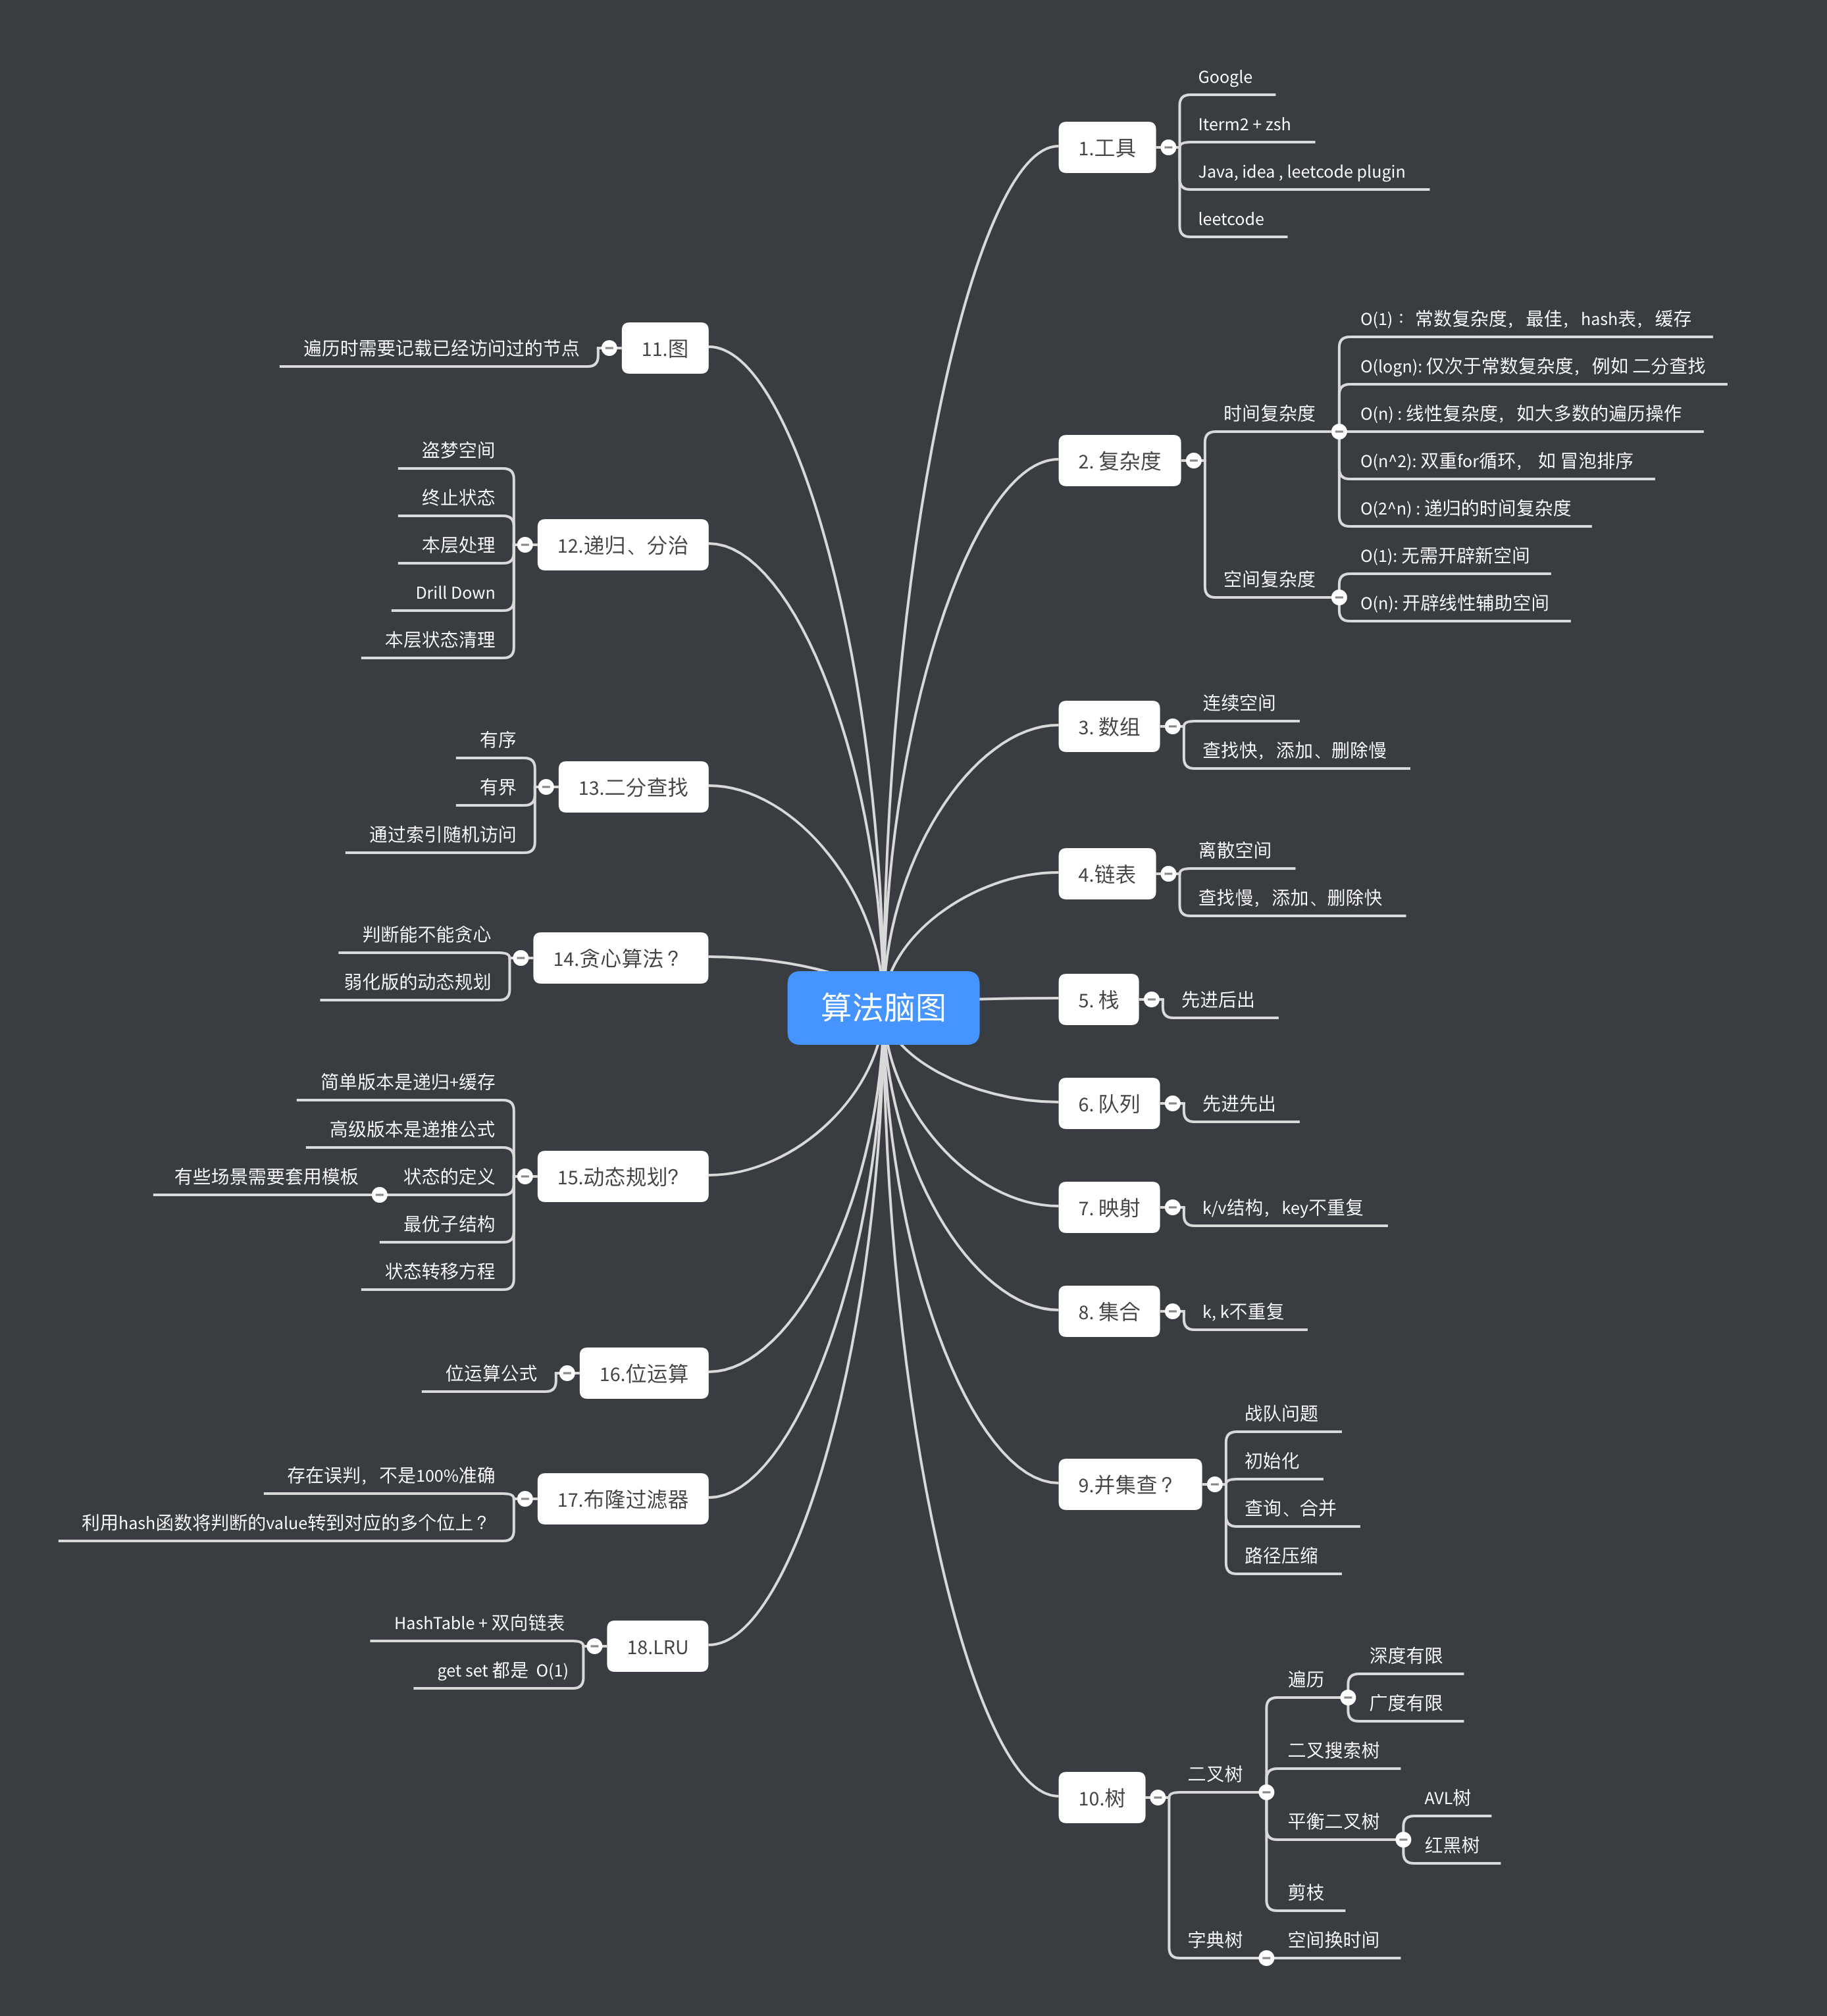 算法脑图
1.工具
Google
Iterm2 + zsh
Java, idea , leetcode plugin
leetcode
2. 复杂度
时间复杂度
O(1)： 常数复杂度，最佳，hash表，缓存
O(logn): 仅次于常数复杂度，例如 二分查找
O(n) : 线性复杂度，如大多数的遍历操作
O(n^2): 双重for循环， 如 冒泡排序
O(2^n) : 递归的时间复杂度
空间复杂度
O(1): 无需开辟新空间
O(n): 开辟线性辅助空间
3. 数组
连续空间
查找快，添加、删除慢
4.链表
离散空间
查找慢，添加、删除快
5. 栈
先进后出
6. 队列
先进先出
7. 映射
k/v结构，key不重复
8. 集合
k, k不重复
9.并集查？
战队问题
初始化
查询、合并
路径压缩
10.树
二叉树
遍历
深度有限
广度有限
二叉搜索树
平衡二叉树
AVL树
红黑树
剪枝
字典树
空间换时间
11.图
遍历时需要记载已经访问过的节点
12.递归、分治
盗梦空间
终止状态
本层处理
Drill Down
本层状态清理
13.二分查找
有序
有界
通过索引随机访问
14.贪心算法？
判断能不能贪心
弱化版的动态规划
15.动态规划?
简单版本是递归+缓存
高级版本是递推公式
状态的定义
有些场景需要套用模板
最优子结构
状态转移方程
16.位运算
位运算公式
17.布隆过滤器
存在误判，不是100%准确
利用hash函数将判断的value转到对应的多个位上？
18.LRU
HashTable + 双向链表
get set 都是  O(1)